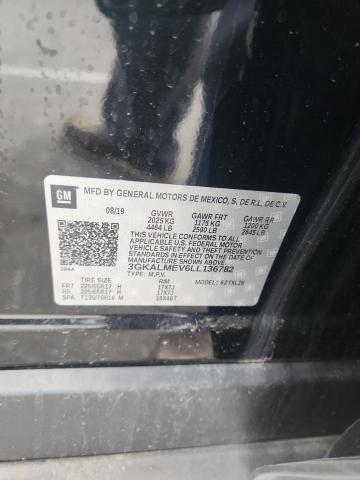 GM
MFD BY GENERAL MOTORS DE MEXICO, S. DE R.L. DE C.V.
08/19 GVWR GAWR FRT GAWR RR
2025 KG 1175 KG 1200 KG
4464 LB 2590 LB 2645 LB
THIS VEHICLE CONFORMS TO ALL
APPLICABLE U.S. FEDERAL MOTOR
VEHICLE SAFETY, BUMPER, AND THEFT
PREVENTION STANDARDS IN EFFECT ON THE
DATE OF MANUFACTURE SHOWN ABOVE.
3GKALMEV6LL136782
TYPE: M.P.V. MODEL:
TIRE SIZE RIM
FRT 225/65R17 H 17X7J
RR 225/65R17 H 17X7J
SPA T135/70R16 M 16X4BT